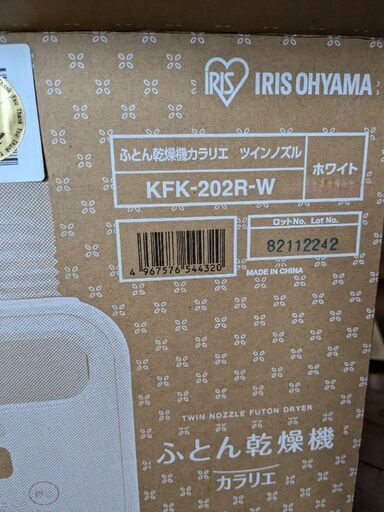 IRIS IRIS OHYAMA
ふとん乾燥機カラリエ ツインノズル
KFK-202R-W
ホワイト
ロットNo. Lot No.
82112242
4 967576 544320
MADE IN CHINA
TWIN NOZZLE FUTON DRYER
ふとん乾燥機
カラリエ